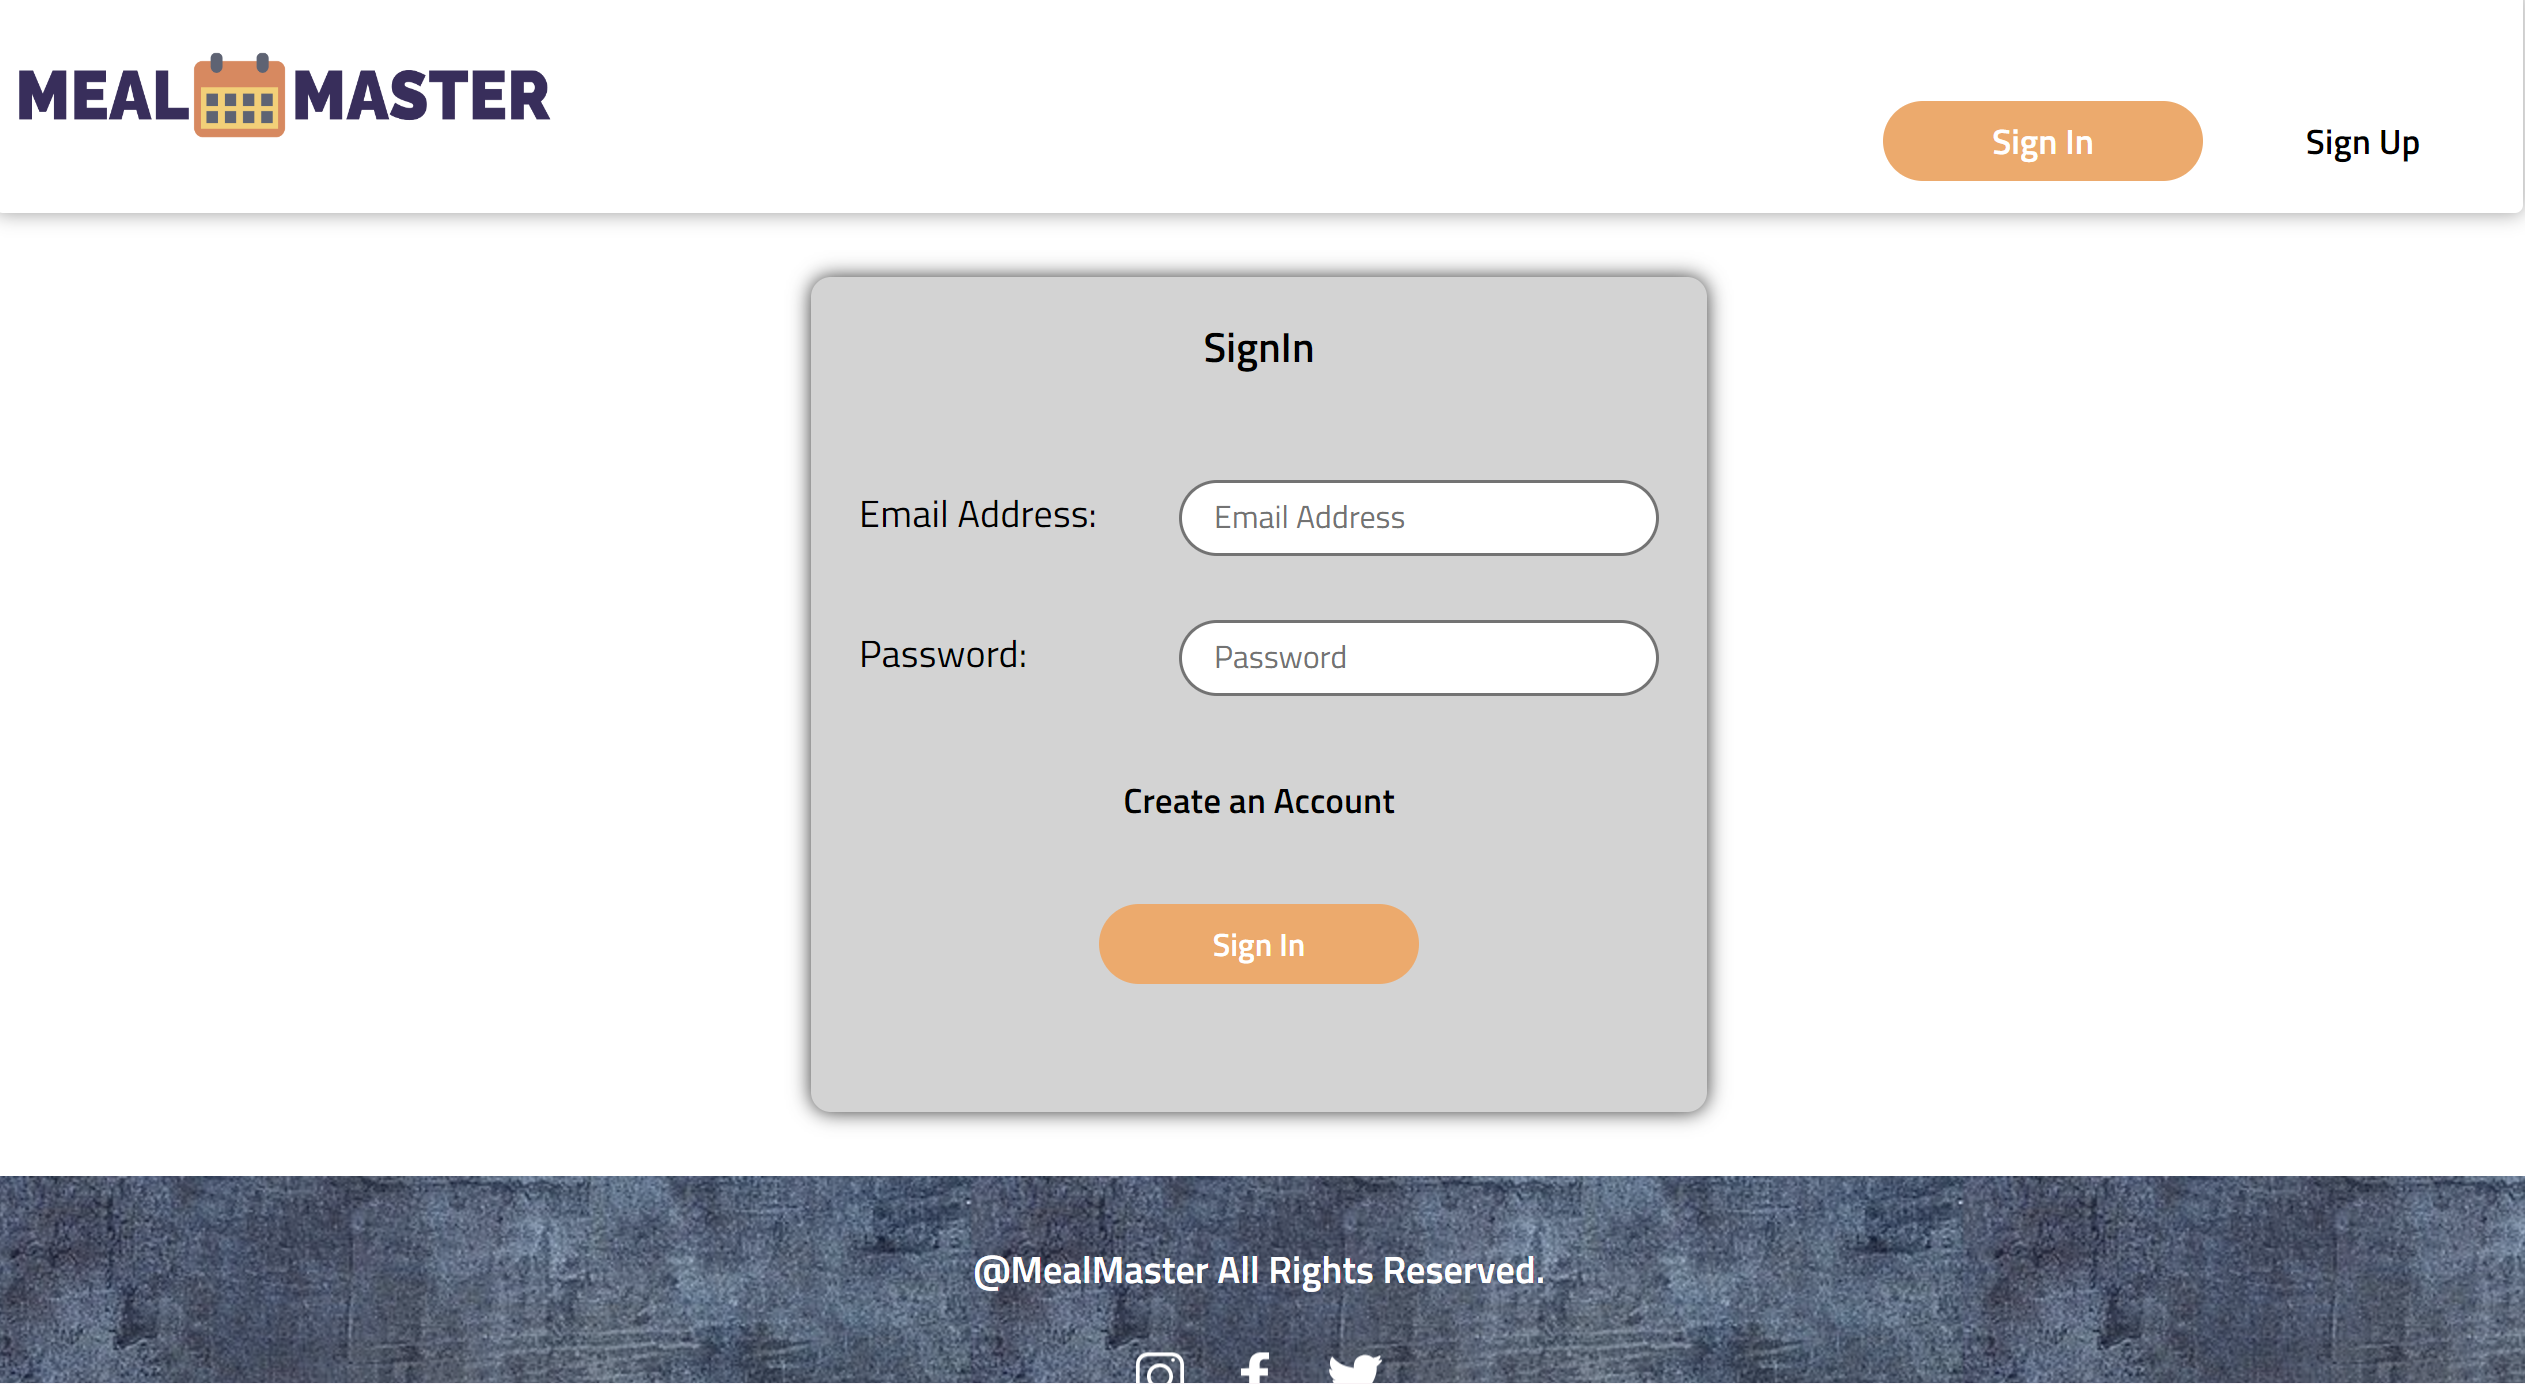 MEAL MASTER
Sign In
Sign Up
SignIn
Email Address:
Email Address
Password:
Password
Create an Account
Sign In
@MealMaster All Rights Reserved.